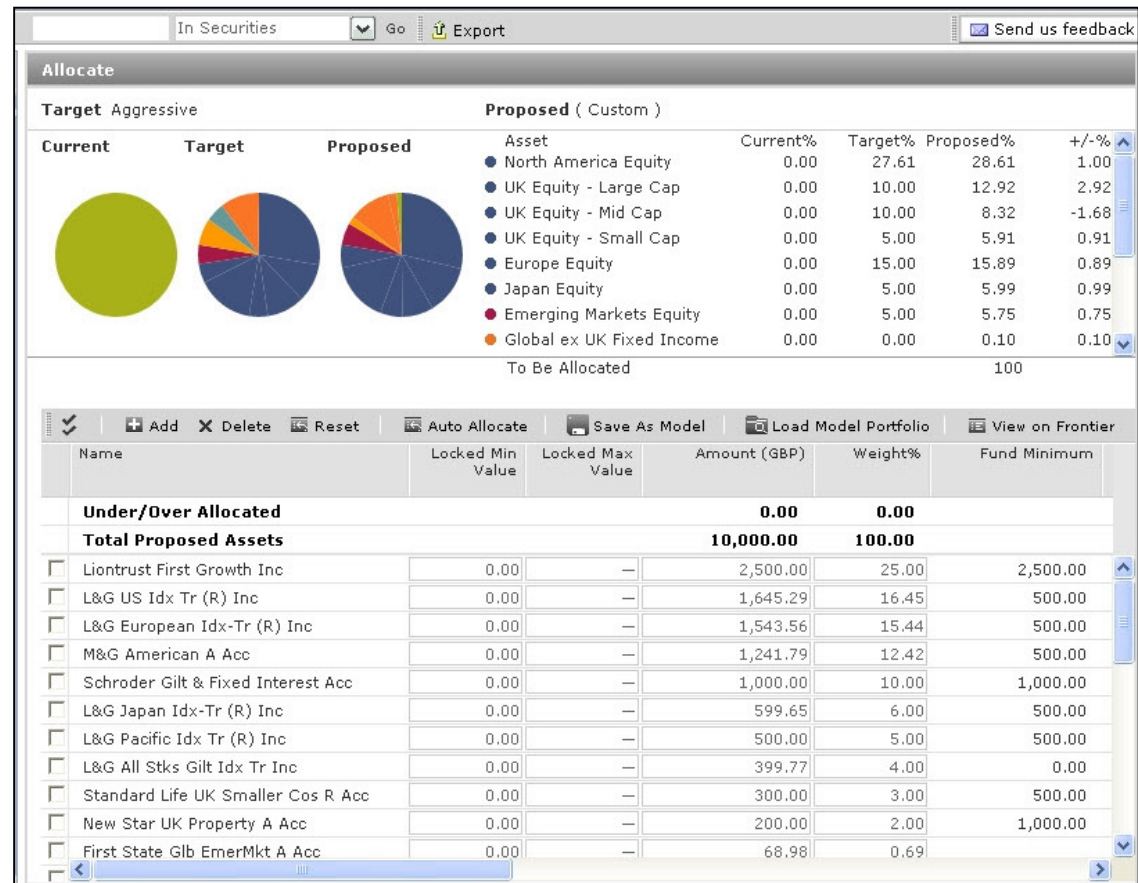 In Securities Go Export Send us feedback
Allocate
Target Aggressive Proposed ( Custom )
Current Target Proposed
Asset Current% Target% Proposed% +/-%
North America Equity 0.00 27.61 28.61 1.00
UK Equity - Large Cap 0.00 10.00 12.92 2.92
UK Equity - Mid Cap 0.00 10.00 8.32 -1.68
UK Equity - Small Cap 0.00 5.00 5.91 0.91
Europe Equity 0.00 15.00 15.89 0.89
Japan Equity 0.00 5.00 5.99 0.99
Emerging Markets Equity 0.00 5.00 5.75 0.75
Global ex UK Fixed Income 0.00 0.00 0.10 0.10
To Be Allocated 100
Add Delete Reset Auto Allocate Save As Model Load Model Portfolio View on Frontier
Name Locked Min Value Locked Max Value Amount (GBP) Weight% Fund Minimum
Under/Over Allocated 0.00 0.00
Total Proposed Assets 10,000.00 100.00
Liontrust First Growth Inc 0.00 — 2,500.00 25.00 2,500.00
L&G US Idx Tr (R) Inc 0.00 — 1,645.29 16.45 500.00
L&G European Idx-Tr (R) Inc 0.00 — 1,543.56 15.44 500.00
M&G American A Acc 0.00 — 1,241.79 12.42 500.00
Schroder Gilt & Fixed Interest Acc 0.00 — 1,000.00 10.00 1,000.00
L&G Japan Idx-Tr (R) Inc 0.00 — 599.65 6.00 500.00
L&G Pacific Idx Tr (R) Inc 0.00 — 500.00 5.00 500.00
L&G All Stks Gilt Idx Tr Inc 0.00 — 399.77 4.00 0.00
Standard Life UK Smaller Cos R Acc 0.00 — 300.00 3.00 500.00
New Star UK Property A Acc 0.00 — 200.00 2.00 1,000.00
First State Glb EmerMkt A Acc 0.00 — 68.98 0.69